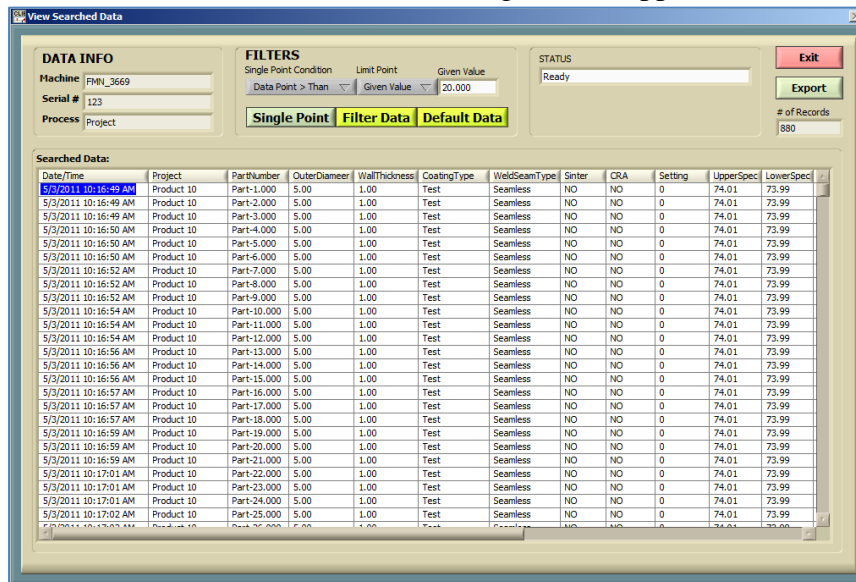 View Searched Data
DATA INFO
Machine FMN_3669
Serial # 123
Process Project
FILTERS
Single Point Condition Limit Point Given Value
Data Point > Than Given Value 20.000
Single Point Filter Data Default Data
STATUS
Ready
Exit
Export
# of Records
880
Searched Data:
Date/Time Project PartNumber OuterDiameer WallThickness CoatingType WeldSeamType Sinter CRA Setting UpperSpec LowerSpec
5/3/2011 10:16:49 AM Product 10 Part-1.000 5.00 1.00 Test Seamless NO NO 0 74.01 73.99
5/3/2011 10:16:49 AM Product 10 Part-2.000 5.00 1.00 Test Seamless NO NO 0 74.01 73.99
5/3/2011 10:16:49 AM Product 10 Part-3.000 5.00 1.00 Test Seamless NO NO 0 74.01 73.99
5/3/2011 10:16:50 AM Product 10 Part-4.000 5.00 1.00 Test Seamless NO NO 0 74.01 73.99
5/3/2011 10:16:50 AM Product 10 Part-5.000 5.00 1.00 Test Seamless NO NO 0 74.01 73.99
5/3/2011 10:16:50 AM Product 10 Part-6.000 5.00 1.00 Test Seamless NO NO 0 74.01 73.99
5/3/2011 10:16:52 AM Product 10 Part-7.000 5.00 1.00 Test Seamless NO NO 0 74.01 73.99
5/3/2011 10:16:52 AM Product 10 Part-8.000 5.00 1.00 Test Seamless NO NO 0 74.01 73.99
5/3/2011 10:16:52 AM Product 10 Part-9.000 5.00 1.00 Test Seamless NO NO 0 74.01 73.99
5/3/2011 10:16:54 AM Product 10 Part-10.000 5.00 1.00 Test Seamless NO NO 0 74.01 73.99
5/3/2011 10:16:54 AM Product 10 Part-11.000 5.00 1.00 Test Seamless NO NO 0 74.01 73.99
5/3/2011 10:16:54 AM Product 10 Part-12.000 5.00 1.00 Test Seamless NO NO 0 74.01 73.99
5/3/2011 10:16:56 AM Product 10 Part-13.000 5.00 1.00 Test Seamless NO NO 0 74.01 73.99
5/3/2011 10:16:56 AM Product 10 Part-14.000 5.00 1.00 Test Seamless NO NO 0 74.01 73.99
5/3/2011 10:16:56 AM Product 10 Part-15.000 5.00 1.00 Test Seamless NO NO 0 74.01 73.99
5/3/2011 10:16:57 AM Product 10 Part-16.000 5.00 1.00 Test Seamless NO NO 0 74.01 73.99
5/3/2011 10:16:57 AM Product 10 Part-17.000 5.00 1.00 Test Seamless NO NO 0 74.01 73.99
5/3/2011 10:16:57 AM Product 10 Part-18.000 5.00 1.00 Test Seamless NO NO 0 74.01 73.99
5/3/2011 10:16:59 AM Product 10 Part-19.000 5.00 1.00 Test Seamless NO NO 0 74.01 73.99
5/3/2011 10:16:59 AM Product 10 Part-20.000 5.00 1.00 Test Seamless NO NO 0 74.01 73.99
5/3/2011 10:16:59 AM Product 10 Part-21.000 5.00 1.00 Test Seamless NO NO 0 74.01 73.99
5/3/2011 10:17:01 AM Product 10 Part-22.000 5.00 1.00 Test Seamless NO NO 0 74.01 73.99
5/3/2011 10:17:01 AM Product 10 Part-23.000 5.00 1.00 Test Seamless NO NO 0 74.01 73.99
5/3/2011 10:17:01 AM Product 10 Part-24.000 5.00 1.00 Test Seamless NO NO 0 74.01 73.99
5/3/2011 10:17:02 AM Product 10 Part-25.000 5.00 1.00 Test Seamless NO NO 0 74.01 73.99